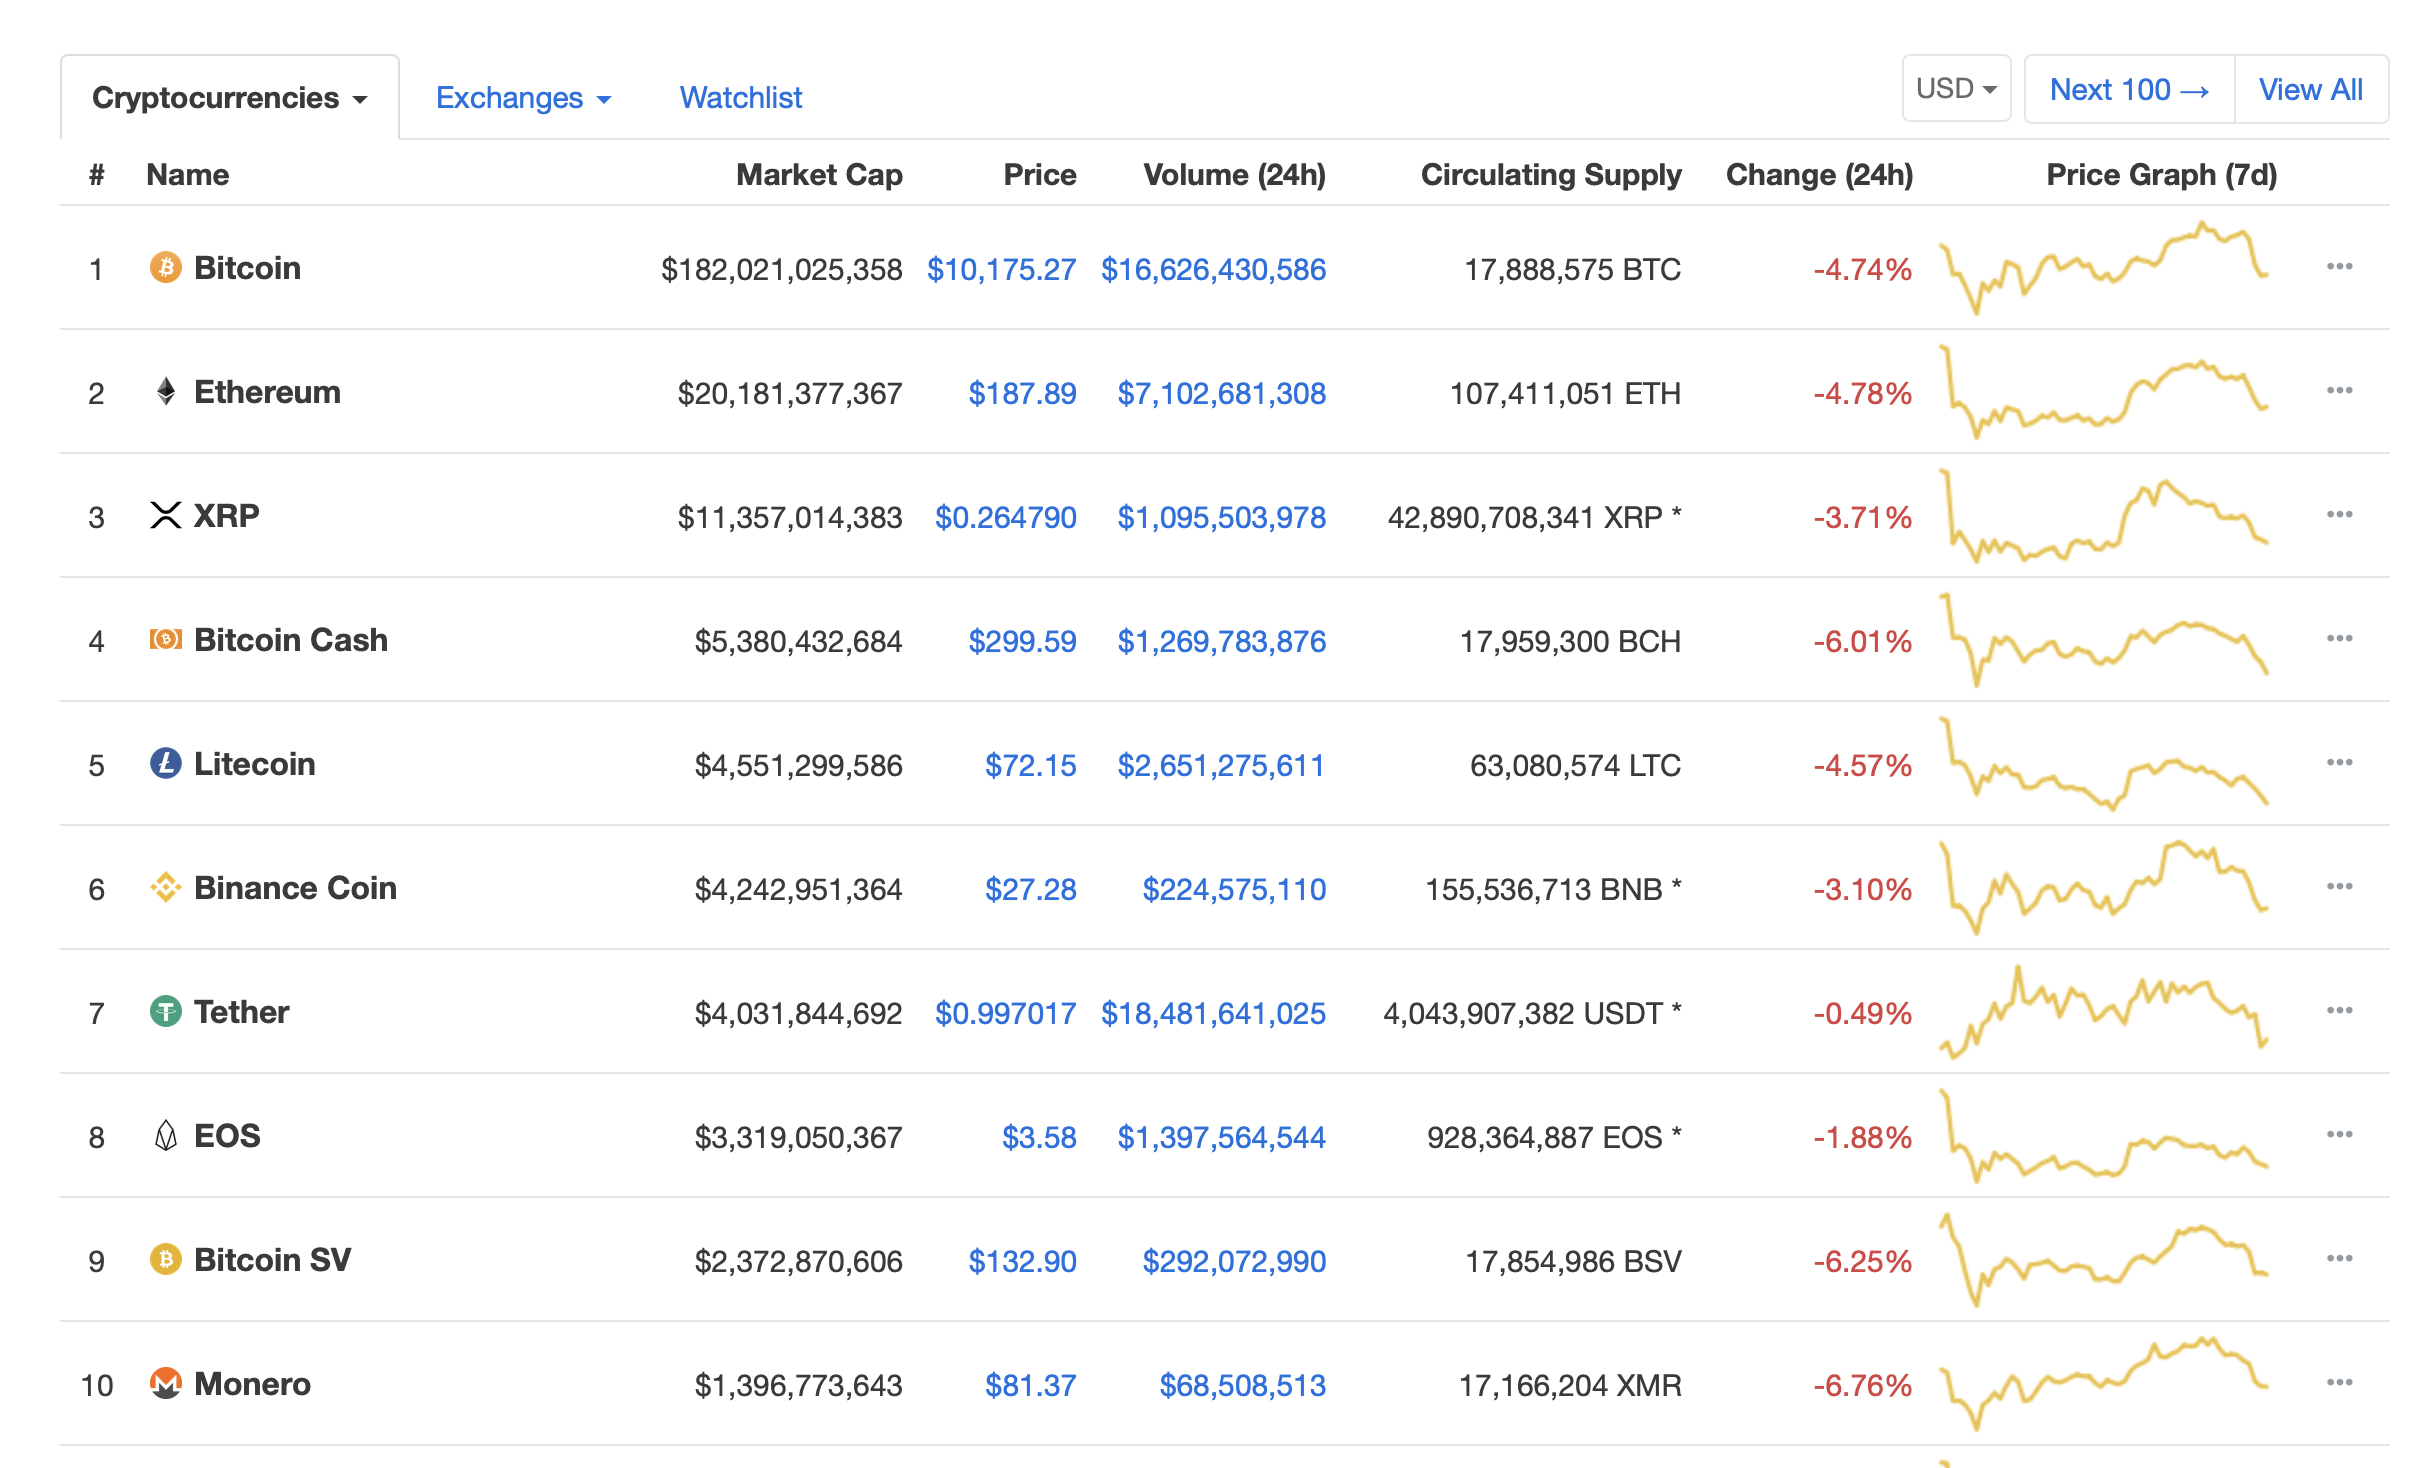 Cryptocurrencies Exchanges Watchlist USD Next 100 → View All
# Name Market Cap Price Volume (24h) Circulating Supply Change (24h) Price Graph (7d)
1 Bitcoin $182,021,025,358 $10,175.27 $16,626,430,586 17,888,575 BTC -4.74%
2 Ethereum $20,181,377,367 $187.89 $7,102,681,308 107,411,051 ETH -4.78%
3 XRP $11,357,014,383 $0.264790 $1,095,503,978 42,890,708,341 XRP * -3.71%
4 Bitcoin Cash $5,380,432,684 $299.59 $1,269,783,876 17,959,300 BCH -6.01%
5 Litecoin $4,551,299,586 $72.15 $2,651,275,611 63,080,574 LTC -4.57%
6 Binance Coin $4,242,951,364 $27.28 $224,575,110 155,536,713 BNB * -3.10%
7 Tether $4,031,844,692 $0.997017 $18,481,641,025 4,043,907,382 USDT * -0.49%
8 EOS $3,319,050,367 $3.58 $1,397,564,544 928,364,887 EOS * -1.88%
9 Bitcoin SV $2,372,870,606 $132.90 $292,072,990 17,854,986 BSV -6.25%
10 Monero $1,396,773,643 $81.37 $68,508,513 17,166,204 XMR -6.76%